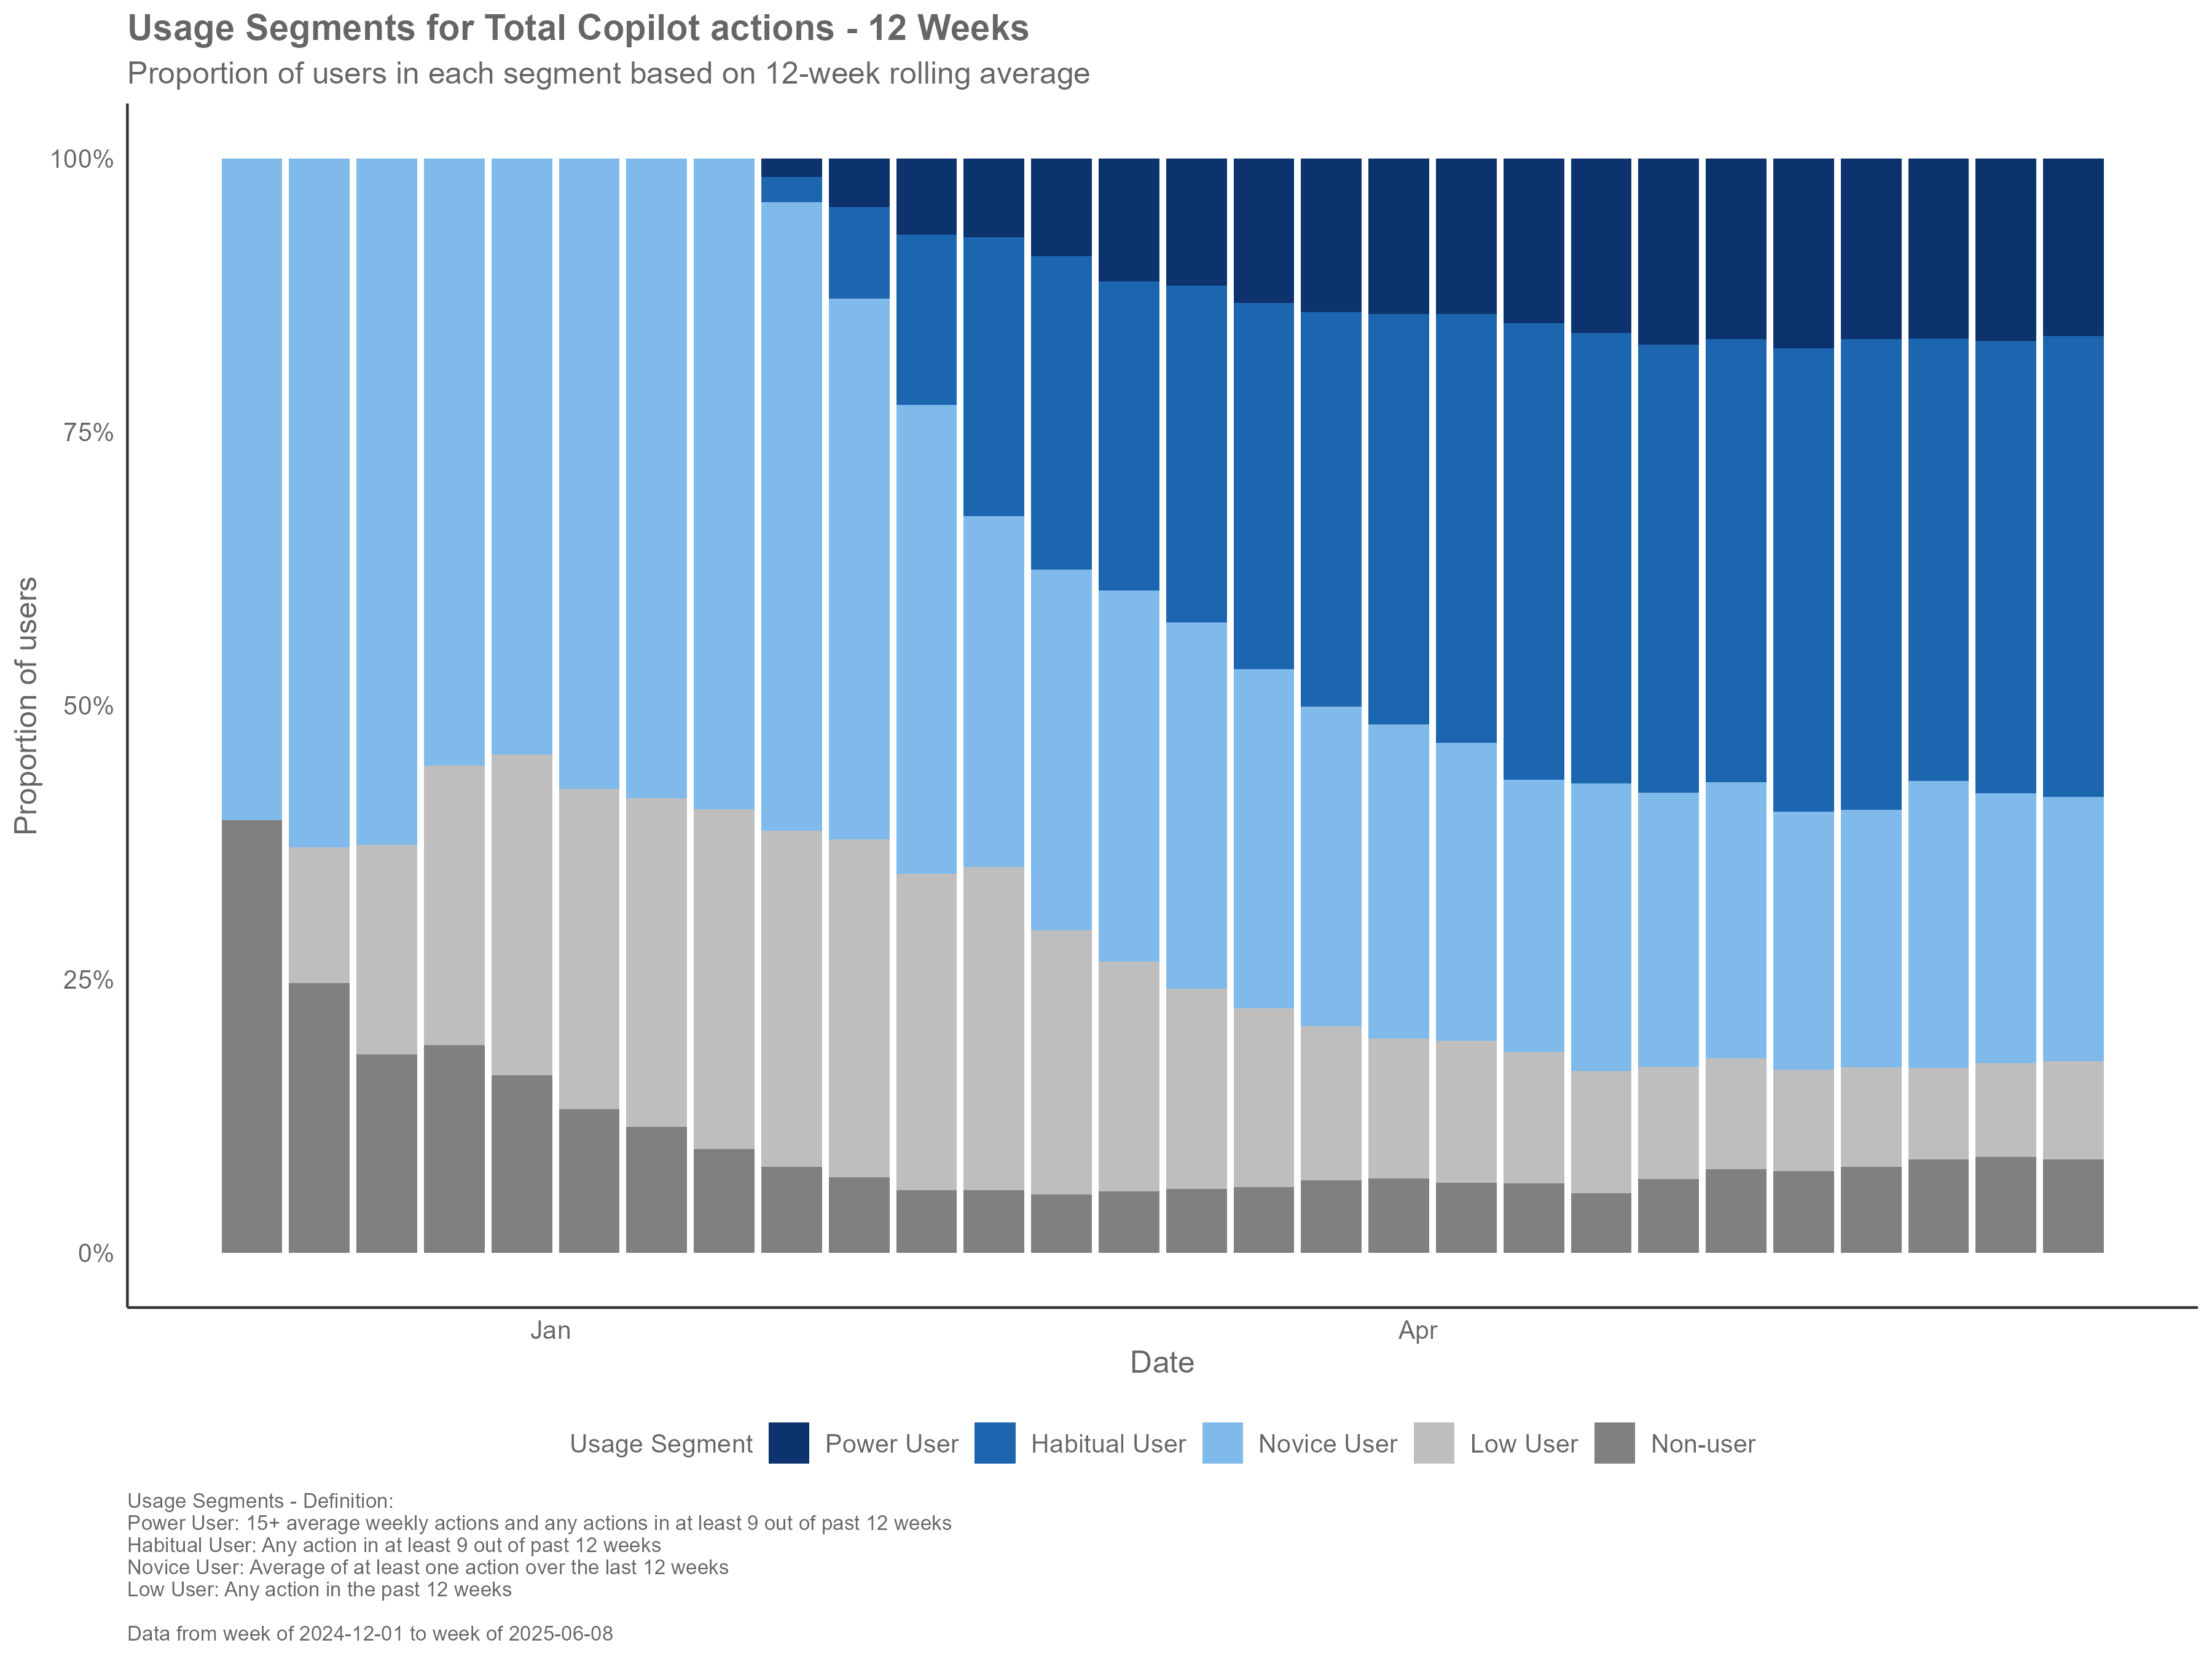 Usage Segments for Total Copilot actions - 12 Weeks
Proportion of users in each segment based on 12-week rolling average
Proportion of users
100%
75%
50%
25%
0%
Jan Apr
Date
Usage Segment Power User Habitual User Novice User Low User Non-user
Usage Segments - Definition:
Power User: 15+ average weekly actions and any actions in at least 9 out of past 12 weeks
Habitual User: Any action in at least 9 out of past 12 weeks
Novice User: Average of at least one action over the last 12 weeks
Low User: Any action in the past 12 weeks
Data from week of 2024-12-01 to week of 2025-06-08